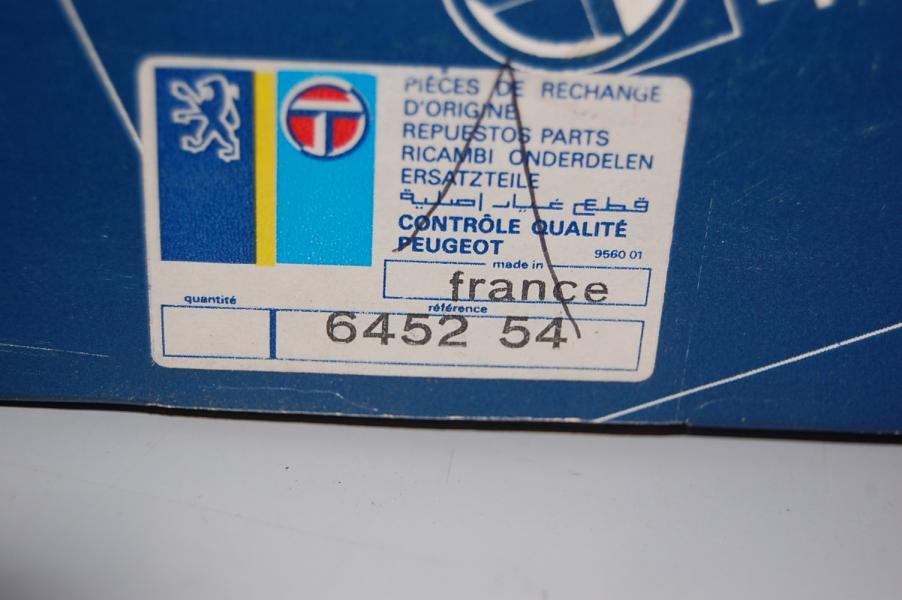 PIÈCES DE RECHANGE
D'ORIGINE
REPUESTOS PARTS
RICAMBI ONDERDELEN
ERSATZTEILE
قطع غيار اصلية
CONTRÔLE QUALITÉ
PEUGEOT
9560 01
made in
france
quantité
référence
6452 54